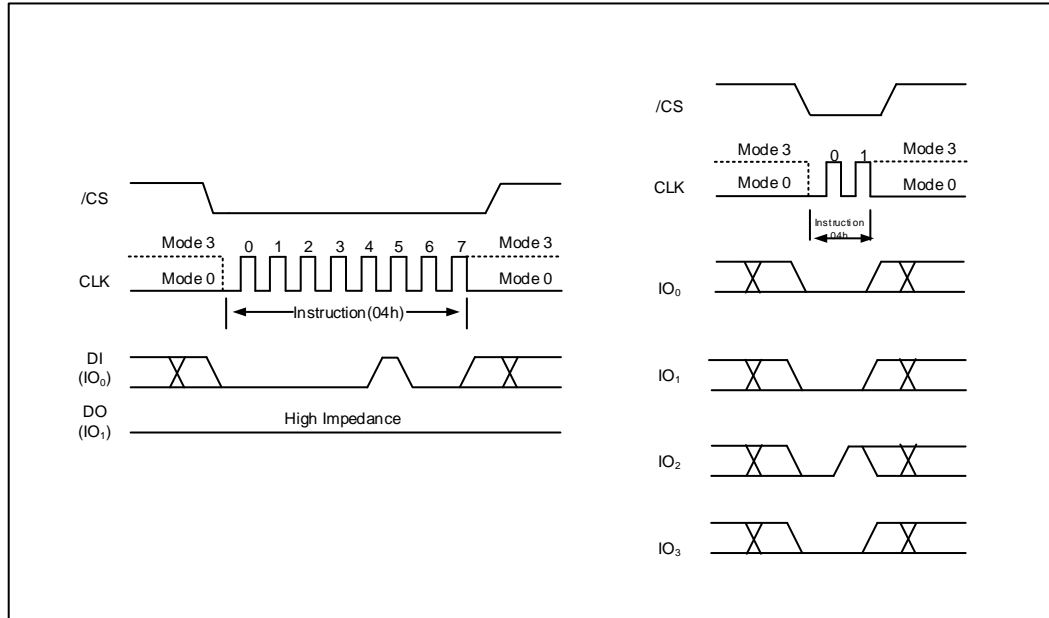 /CS
Mode 3 0 1 2 3 4 5 6 7 Mode 3
CLK Mode 0 Mode 0
Instruction(04h)
DI
(IO₀)
DO
(IO₁)
High Impedance
/CS
Mode 3 0 1 Mode 3
CLK Mode 0 Mode 0
Instruction
04h
IO₀
IO₁
IO₂
IO₃